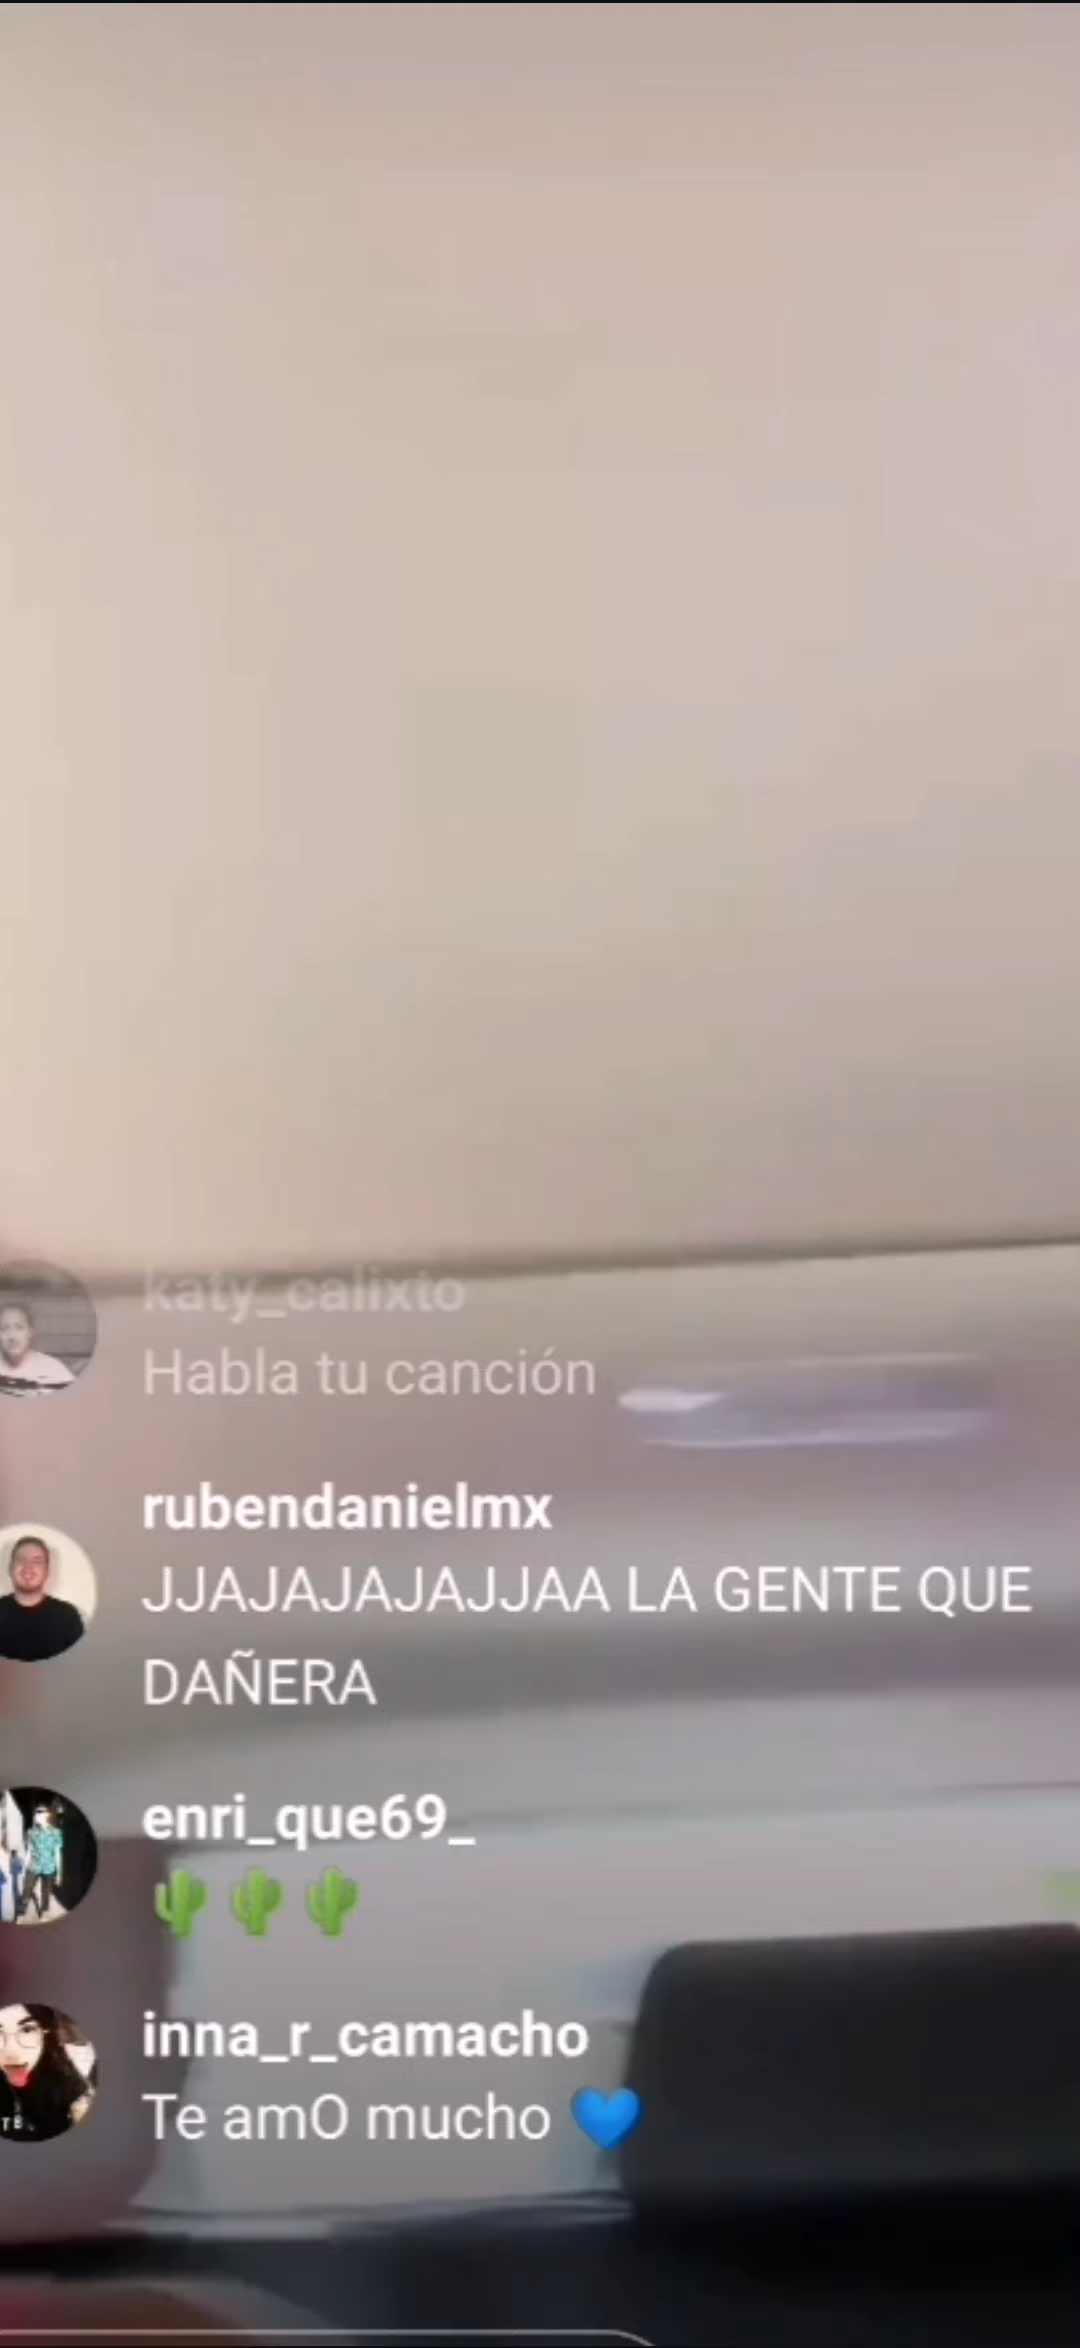 katy_calixto
Habla tu canción
rubendanielmx
JJAJAJAJAJJAA LA GENTE QUE
DAÑERA
enri_que69_
🌵🌵🌵
inna_r_camacho
Te amO mucho 💙